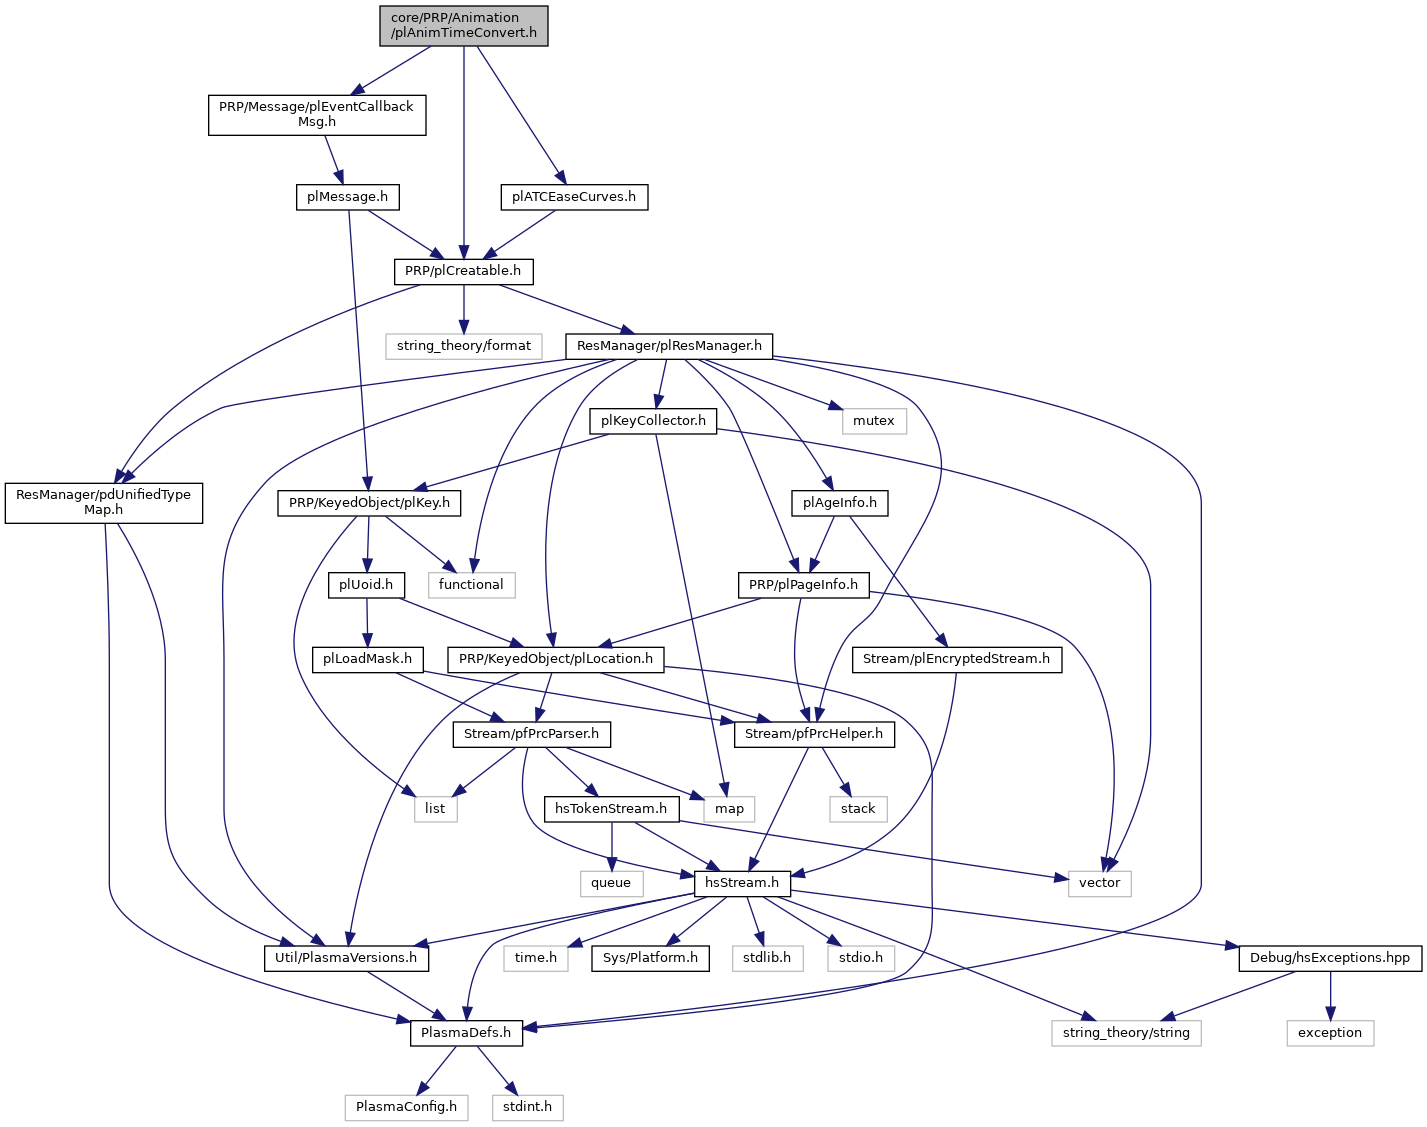 core/PRP/Animation
/plAnimTimeConvert.h
PRP/Message/plEventCallback
Msg.h
plMessage.h
plATCEaseCurves.h
PRP/plCreatable.h
string_theory/format
ResManager/plResManager.h
plKeyCollector.h
mutex
ResManager/pdUnifiedType
Map.h
PRP/KeyedObject/plKey.h
plAgeInfo.h
plUoid.h
functional
PRP/plPageInfo.h
plLoadMask.h
PRP/KeyedObject/plLocation.h
Stream/plEncryptedStream.h
Stream/pfPrcParser.h
Stream/pfPrcHelper.h
list
hsTokenStream.h
map
stack
queue
hsStream.h
vector
Util/PlasmaVersions.h
time.h
Sys/Platform.h
stdlib.h
stdio.h
Debug/hsExceptions.hpp
PlasmaDefs.h
string_theory/string
exception
PlasmaConfig.h
stdint.h